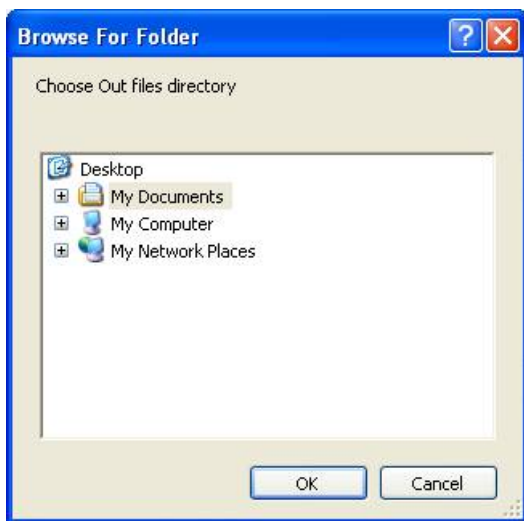 Browse For Folder
Choose Out files directory
Desktop
My Documents
My Computer
My Network Places
OK Cancel